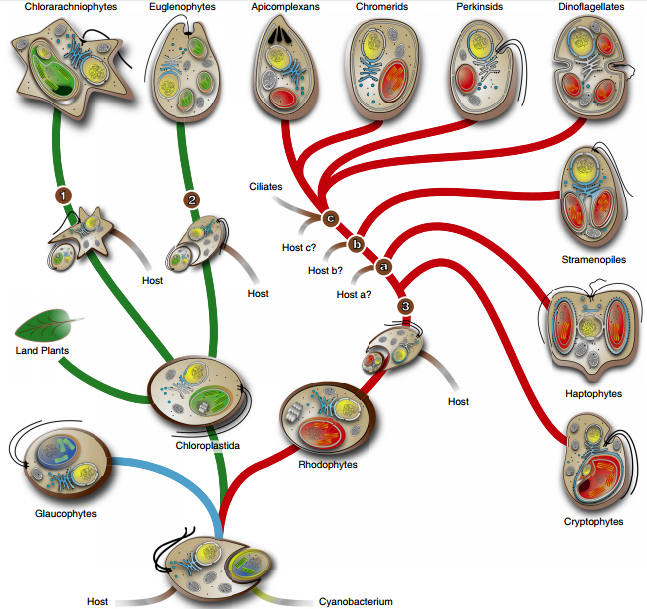 Chlorarachniophytes Euglenophytes Apicomplexans Chromerids Perkinsids Dinoflagellates
Ciliates
1
2
c
Host c?
b
Host b?
a
Host a?
Stramenopiles
Host
Host
3
Land Plants
Haptophytes
Host
Chloroplastida
Rhodophytes
Glaucophytes
Cryptophytes
Host
Cyanobacterium